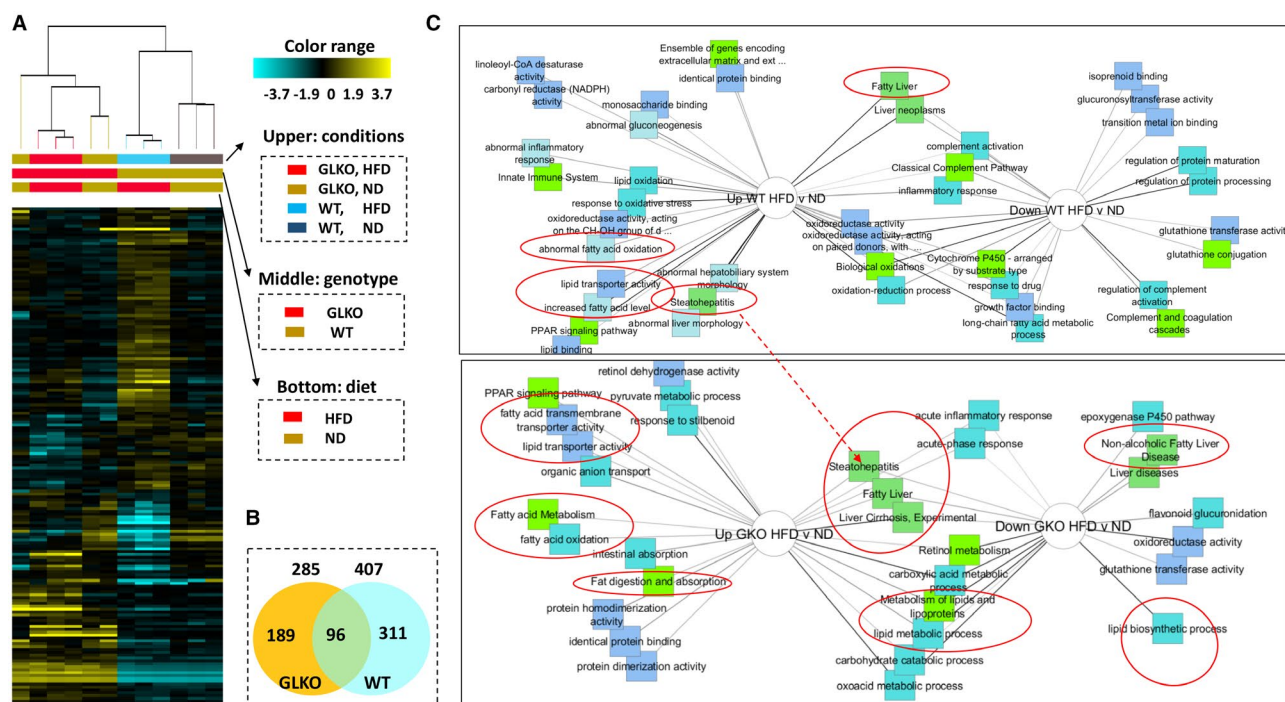 A
Color range
-3.7 -1.9 0 1.9 3.7
Upper: conditions
GLKO, HFD
GLKO, ND
WT, HFD
WT, ND
Middle: genotype
GLKO
WT
Bottom: diet
HFD
ND
B
285 407
189 96 311
GLKO WT
C
linoleoyl-CoA desaturase
activity
carbonyl reductase (NADPH)
activity
Ensemble of genes encoding
extracellular matrix and ext ...
identical protein binding
monosaccharide binding
abnormal gluconeogenesis
abnormal inflammatory
response
Innate Immune System
lipid oxidation
response to oxidative stress
oxidoreductase activity, acting
on the CH-OH group of d ...
abnormal fatty acid oxidation
lipid transporter activity
increased fatty acid level
PPAR signaling pathway
lipid binding
abnormal hepatobiliary system
morphology
Steatohepatitis
abnormal liver morphology
Up WT HFD v ND
Fatty Liver
Liver neoplasms
complement activation
Classical Complement Pathway
inflammatory response
oxidoreductase activity
oxidoreductase activity, acting
on paired donors, with ...
Biological oxidations
oxidation-reduction process
Cytochrome P450 - arranged
by substrate type
response to drug
growth factor binding
long-chain fatty acid metabolic
process
Down WT HFD v ND
isoprenoid binding
glucuronosyltransferase activity
transition metal ion binding
regulation of protein maturation
regulation of protein processing
glutathione transferase activity
glutathione conjugation
regulation of complement
activation
Complement and coagulation
cascades
retinol dehydrogenase activity
PPAR signaling pathway
pyruvate metabolic process
fatty acid transmembrane
transporter activity
response to stilbenoid
lipid transporter activity
organic anion transport
Fatty acid Metabolism
fatty acid oxidation
intestinal absorption
Fat digestion and absorption
protein homodimerization
activity
identical protein binding
protein dimerization activity
Up GKO HFD v ND
acute inflammatory response
acute-phase response
Steatohepatitis
Fatty Liver
Liver Cirrhosis, Experimental
Retinol metabolism
carboxylic acid metabolic
process
Metabolism of lipids and
lipoproteins
lipid metabolic process
carbohydrate catabolic process
oxoacid metabolic process
Down GKO HFD v ND
epoxygenase P450 pathway
Non-alcoholic Fatty Liver
Disease
Liver diseases
flavonoid glucuronidation
oxidoreductase activity
glutathione transferase activity
lipid biosynthetic process